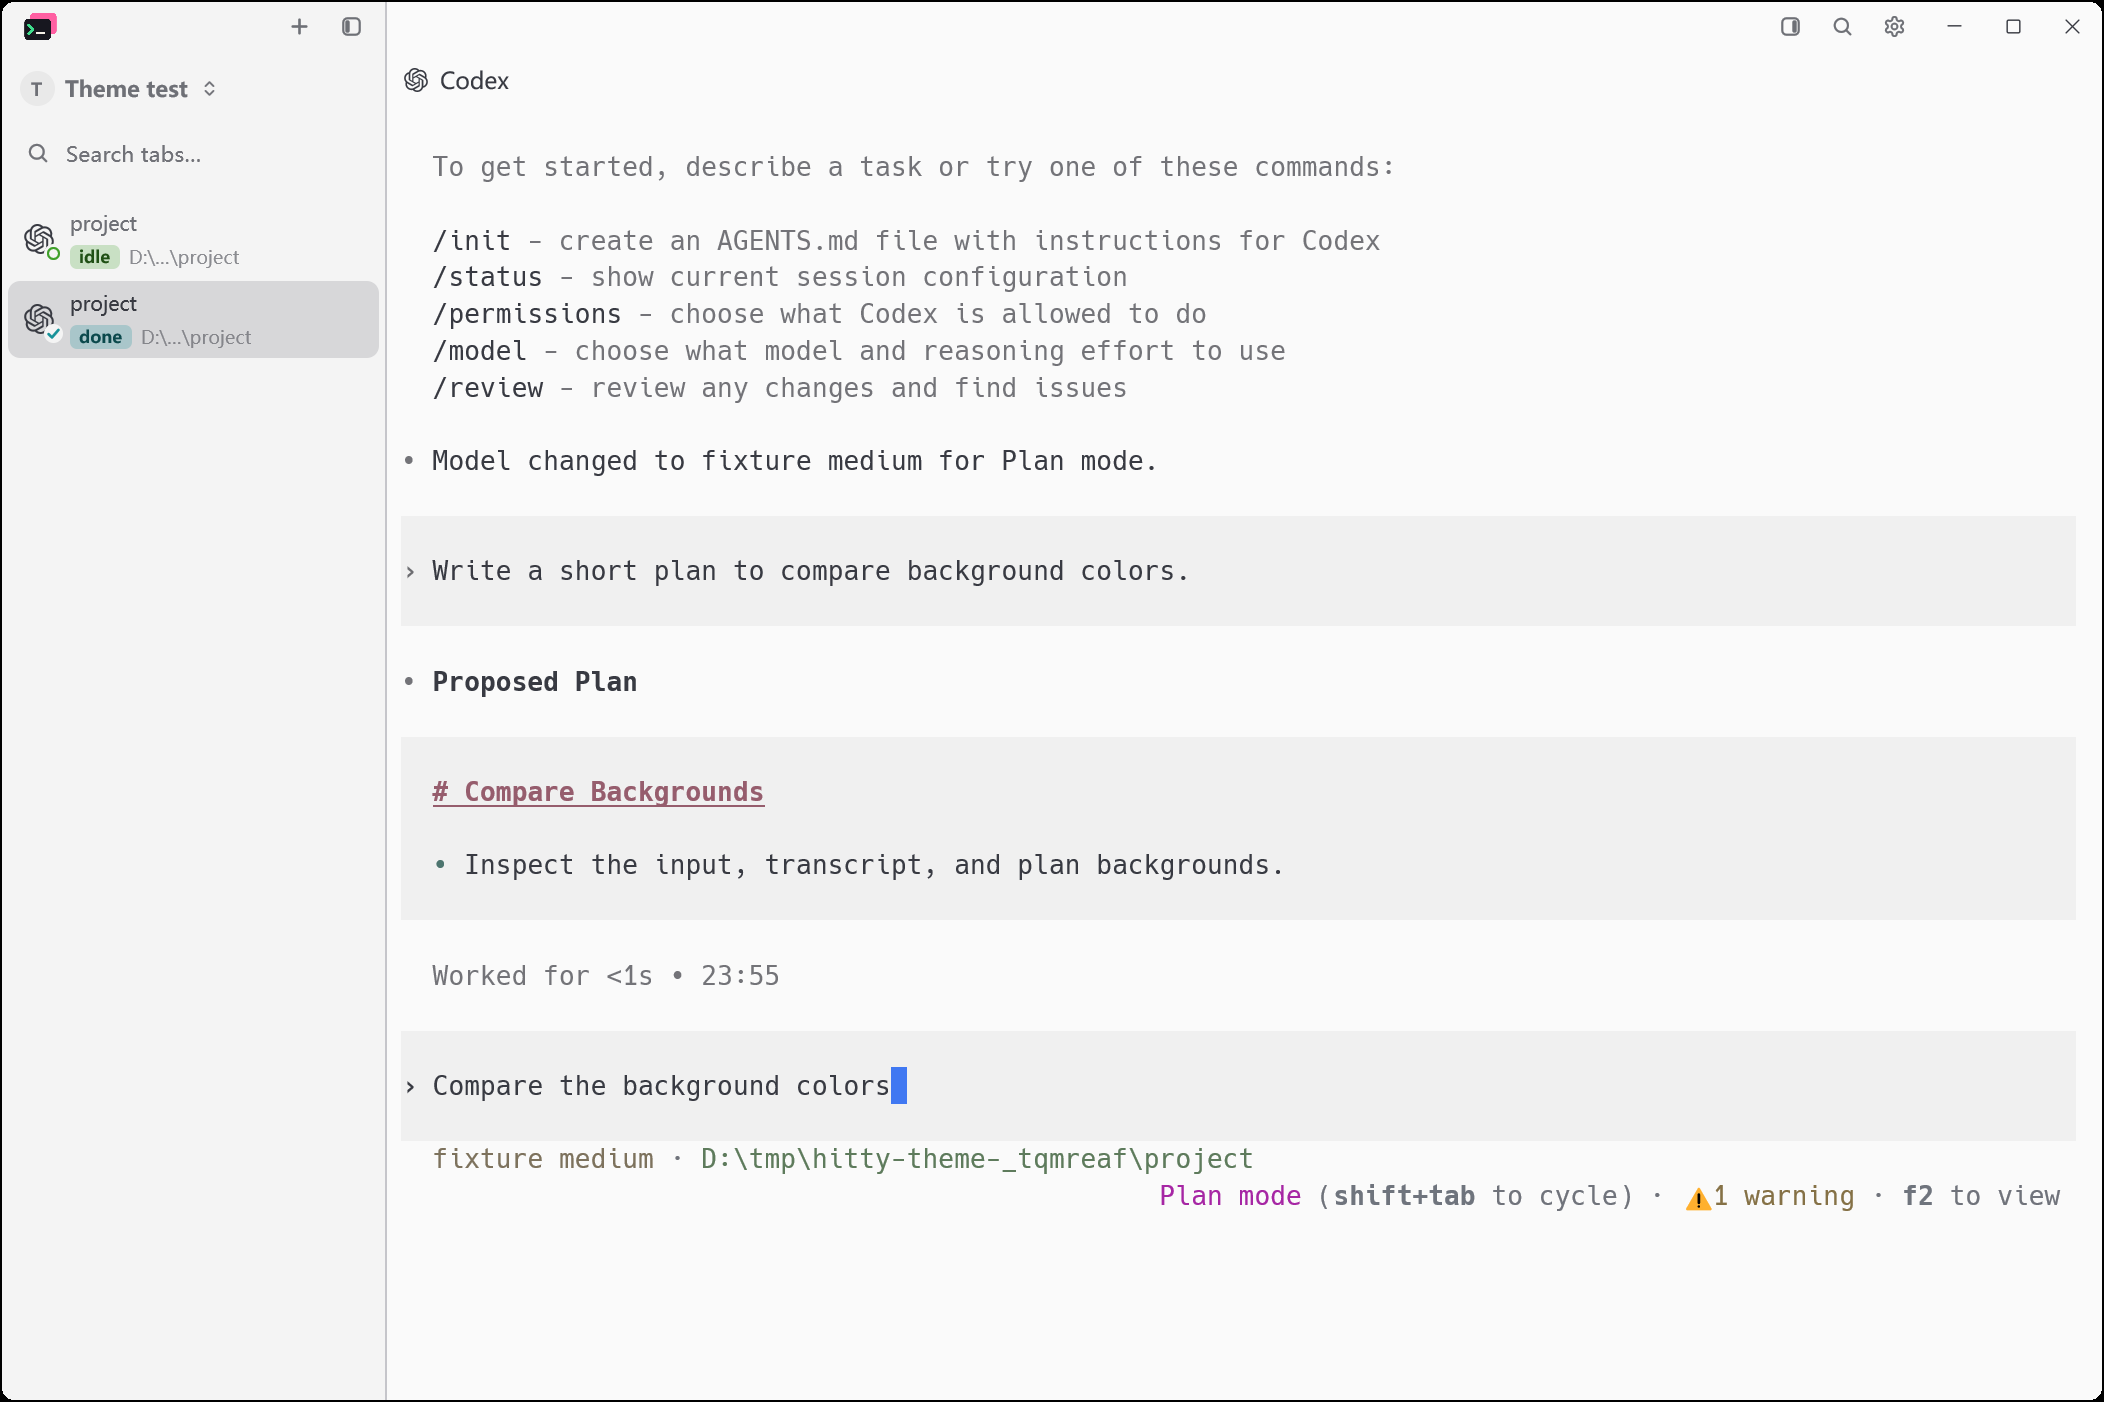 T Theme test
Search tabs...
project
idle D:\...\project
project
done D:\...\project
Codex
To get started, describe a task or try one of these commands:
/init - create an AGENTS.md file with instructions for Codex
/status - show current session configuration
/permissions - choose what Codex is allowed to do
/model - choose what model and reasoning effort to use
/review - review any changes and find issues
• Model changed to fixture medium for Plan mode.
› Write a short plan to compare background colors.
• Proposed Plan
# Compare Backgrounds
• Inspect the input, transcript, and plan backgrounds.
Worked for <1s • 23:55
› Compare the background colors
fixture medium · D:\tmp\hitty-theme-_tqmreaf\project
Plan mode (shift+tab to cycle) · ⚠1 warning · f2 to view